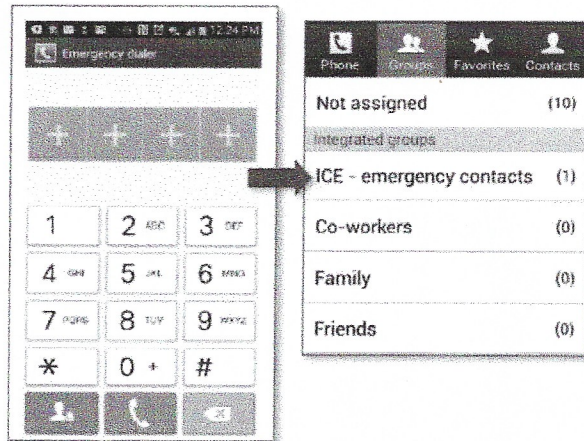 12:24 PM
Emergency dialer
1
2 ABC
3 DEF
4 GHI
5 JKL
6 MNO
7 PQRS
8 TUV
9 WXYZ
*
0 +
#
Phone
Groups
Favorites
Contacts
Not assigned (10)
Integrated groups
ICE - emergency contacts (1)
Co-workers (0)
Family (0)
Friends (0)